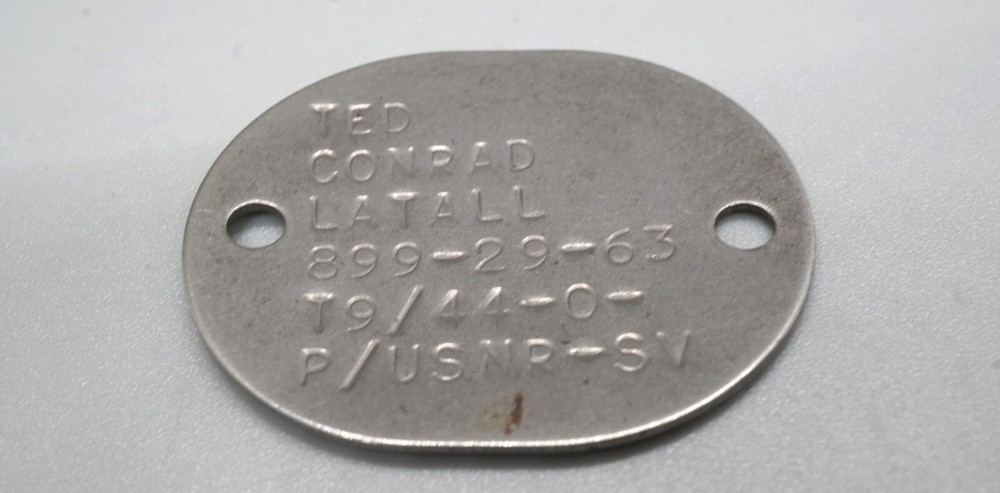 TED
CONRAD
LATALL
899-29-63
T9/44-O-
P/USNR-SV